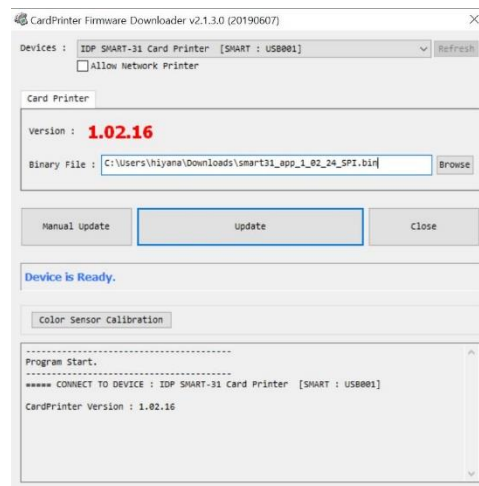 CardPrinter Firmware Downloader v2.1.3.0 (20190607)
Devices : IDP SMART-31 Card Printer [SMART : USB001] Refresh
Allow Network Printer
Card Printer
Version : 1.02.16
Binary File : C:\Users\hiyana\Downloads\smart31_app_1_02_24_SPI.bin Browse
Manual Update Update Close
Device is Ready.
Color Sensor Calibration
----------------------------------------
Program Start.
----------------------------------------
===== CONNECT TO DEVICE : IDP SMART-31 Card Printer [SMART : USB001]
CardPrinter Version : 1.02.16